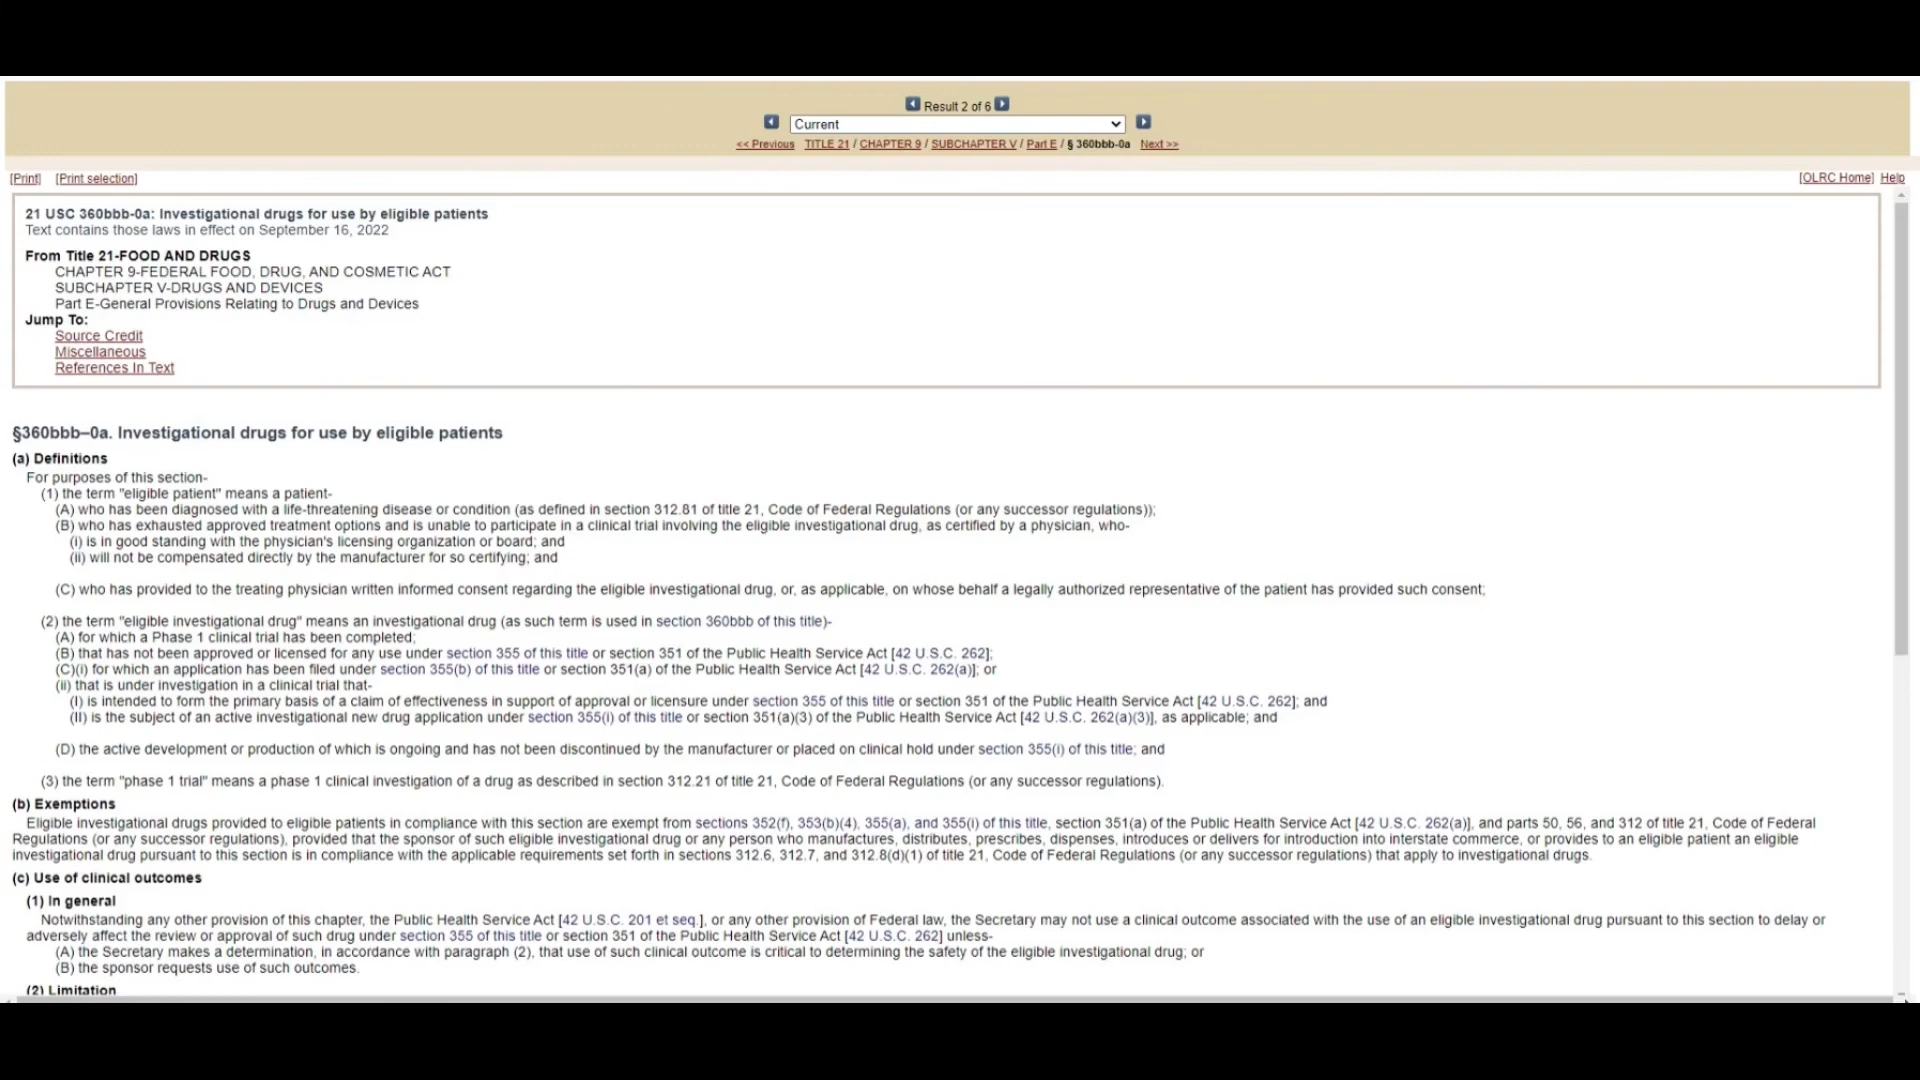 Result 2 of 6
Current
<< Previous TITLE 21 / CHAPTER 9 / SUBCHAPTER V / Part E / § 360bbb-0a Next >>
[Print] [Print selection] [OLRC Home] Help
21 USC 360bbb-0a: Investigational drugs for use by eligible patients
Text contains those laws in effect on September 16, 2022
From Title 21-FOOD AND DRUGS
CHAPTER 9-FEDERAL FOOD, DRUG, AND COSMETIC ACT
SUBCHAPTER V-DRUGS AND DEVICES
Part E-General Provisions Relating to Drugs and Devices
Jump To:
Source Credit
Miscellaneous
References In Text
§360bbb–0a. Investigational drugs for use by eligible patients
(a) Definitions
For purposes of this section-
(1) the term "eligible patient" means a patient-
(A) who has been diagnosed with a life-threatening disease or condition (as defined in section 312.81 of title 21, Code of Federal Regulations (or any successor regulations));
(B) who has exhausted approved treatment options and is unable to participate in a clinical trial involving the eligible investigational drug, as certified by a physician, who-
(i) is in good standing with the physician's licensing organization or board; and
(ii) will not be compensated directly by the manufacturer for so certifying; and
(C) who has provided to the treating physician written informed consent regarding the eligible investigational drug, or, as applicable, on whose behalf a legally authorized representative of the patient has provided such consent;
(2) the term "eligible investigational drug" means an investigational drug (as such term is used in section 360bbb of this title)-
(A) for which a Phase 1 clinical trial has been completed;
(B) that has not been approved or licensed for any use under section 355 of this title or section 351 of the Public Health Service Act [42 U.S.C. 262];
(C)(i) for which an application has been filed under section 355(b) of this title or section 351(a) of the Public Health Service Act [42 U.S.C. 262(a)]; or
(ii) that is under investigation in a clinical trial that-
(I) is intended to form the primary basis of a claim of effectiveness in support of approval or licensure under section 355 of this title or section 351 of the Public Health Service Act [42 U.S.C. 262]; and
(II) is the subject of an active investigational new drug application under section 355(i) of this title or section 351(a)(3) of the Public Health Service Act [42 U.S.C. 262(a)(3)], as applicable; and
(D) the active development or production of which is ongoing and has not been discontinued by the manufacturer or placed on clinical hold under section 355(i) of this title; and
(3) the term "phase 1 trial" means a phase 1 clinical investigation of a drug as described in section 312.21 of title 21, Code of Federal Regulations (or any successor regulations).
(b) Exemptions
Eligible investigational drugs provided to eligible patients in compliance with this section are exempt from sections 352(f), 353(b)(4), 355(a), and 355(i) of this title, section 351(a) of the Public Health Service Act [42 U.S.C. 262(a)], and parts 50, 56, and 312 of title 21, Code of Federal
Regulations (or any successor regulations), provided that the sponsor of such eligible investigational drug or any person who manufactures, distributes, prescribes, dispenses, introduces or delivers for introduction into interstate commerce, or provides to an eligible patient an eligible
investigational drug pursuant to this section is in compliance with the applicable requirements set forth in sections 312.6, 312.7, and 312.8(d)(1) of title 21, Code of Federal Regulations (or any successor regulations) that apply to investigational drugs.
(c) Use of clinical outcomes
(1) In general
Notwithstanding any other provision of this chapter, the Public Health Service Act [42 U.S.C. 201 et seq.], or any other provision of Federal law, the Secretary may not use a clinical outcome associated with the use of an eligible investigational drug pursuant to this section to delay or
adversely affect the review or approval of such drug under section 355 of this title or section 351 of the Public Health Service Act [42 U.S.C. 262] unless-
(A) the Secretary makes a determination, in accordance with paragraph (2), that use of such clinical outcome is critical to determining the safety of the eligible investigational drug; or
(B) the sponsor requests use of such outcomes.
(2) Limitation